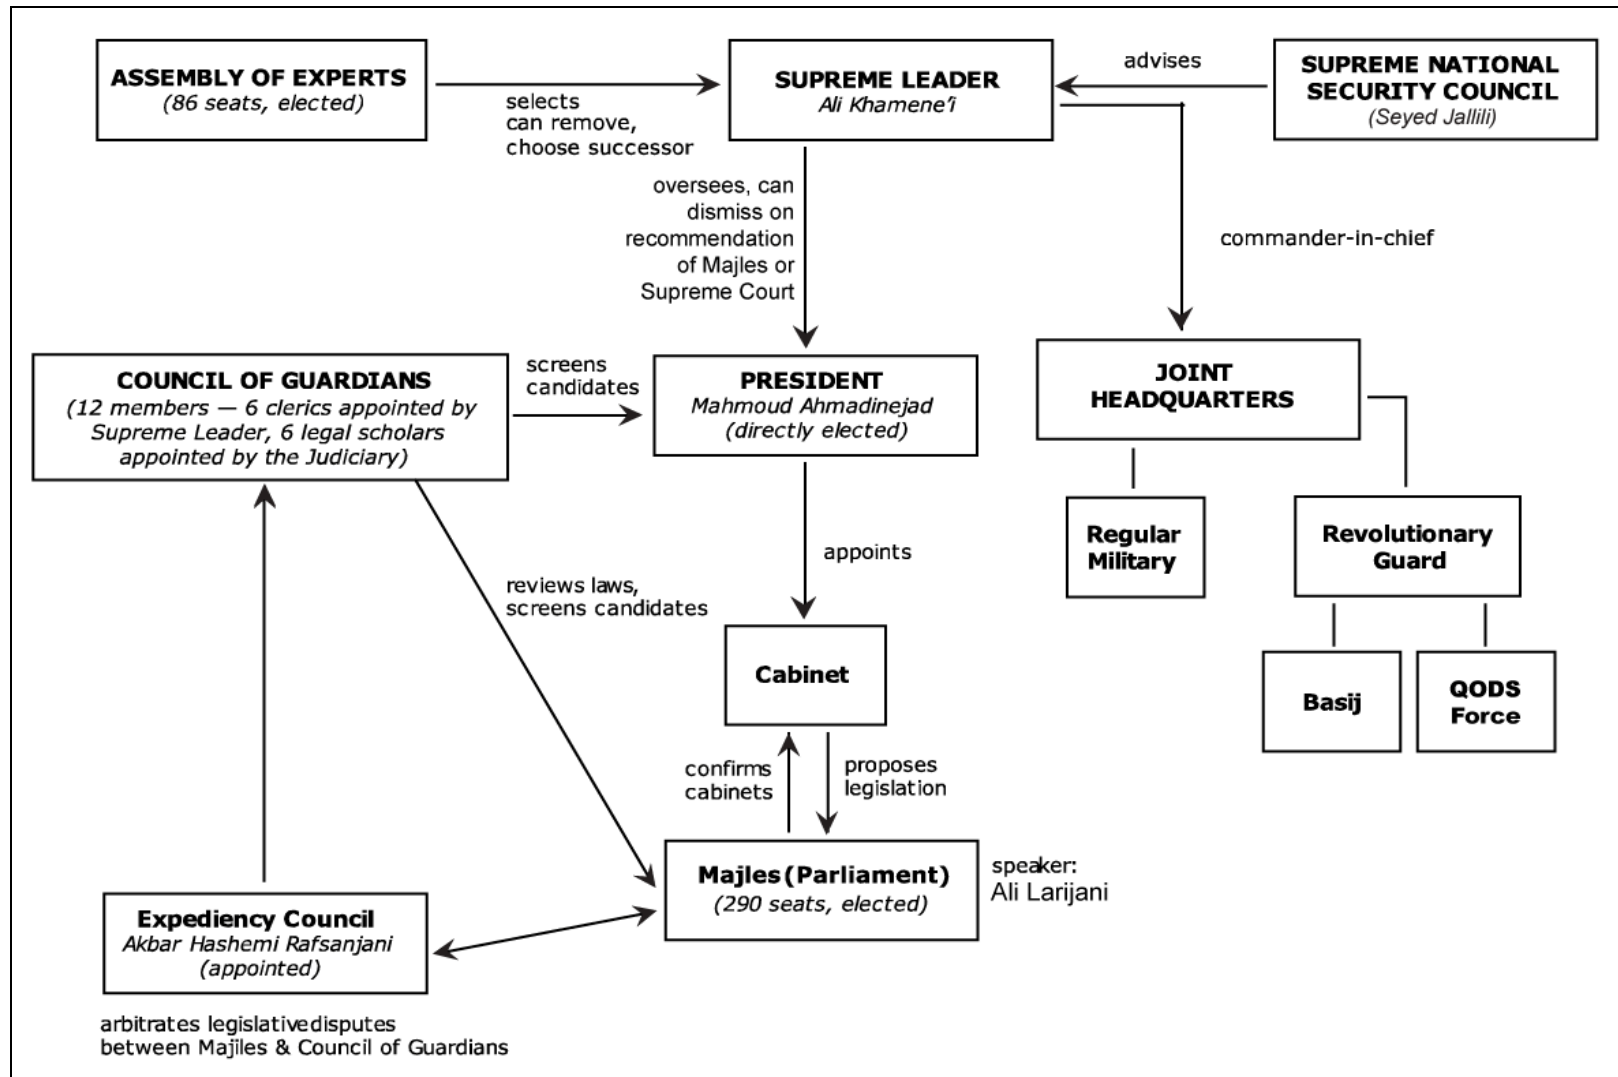 ASSEMBLY OF EXPERTS
(86 seats, elected)
selects
can remove,
choose successor
SUPREME LEADER
Ali Khamene’i
advises
SUPREME NATIONAL
SECURITY COUNCIL
(Seyed Jallili)
oversees, can
dismiss on
recommendation
of Majles or
Supreme Court
commander-in-chief
COUNCIL OF GUARDIANS
(12 members — 6 clerics appointed by
Supreme Leader, 6 legal scholars
appointed by the Judiciary)
screens
candidates
PRESIDENT
Mahmoud Ahmadinejad
(directly elected)
JOINT
HEADQUARTERS
Regular
Military
Revolutionary
Guard
appoints
reviews laws,
screens candidates
Cabinet
Basij
QODS
Force
confirms
cabinets
proposes
legislation
Majles (Parliament)
(290 seats, elected)
speaker:
Ali Larijani
Expediency Council
Akbar Hashemi Rafsanjani
(appointed)
arbitrates legislativedisputes
between Majiles & Council of Guardians